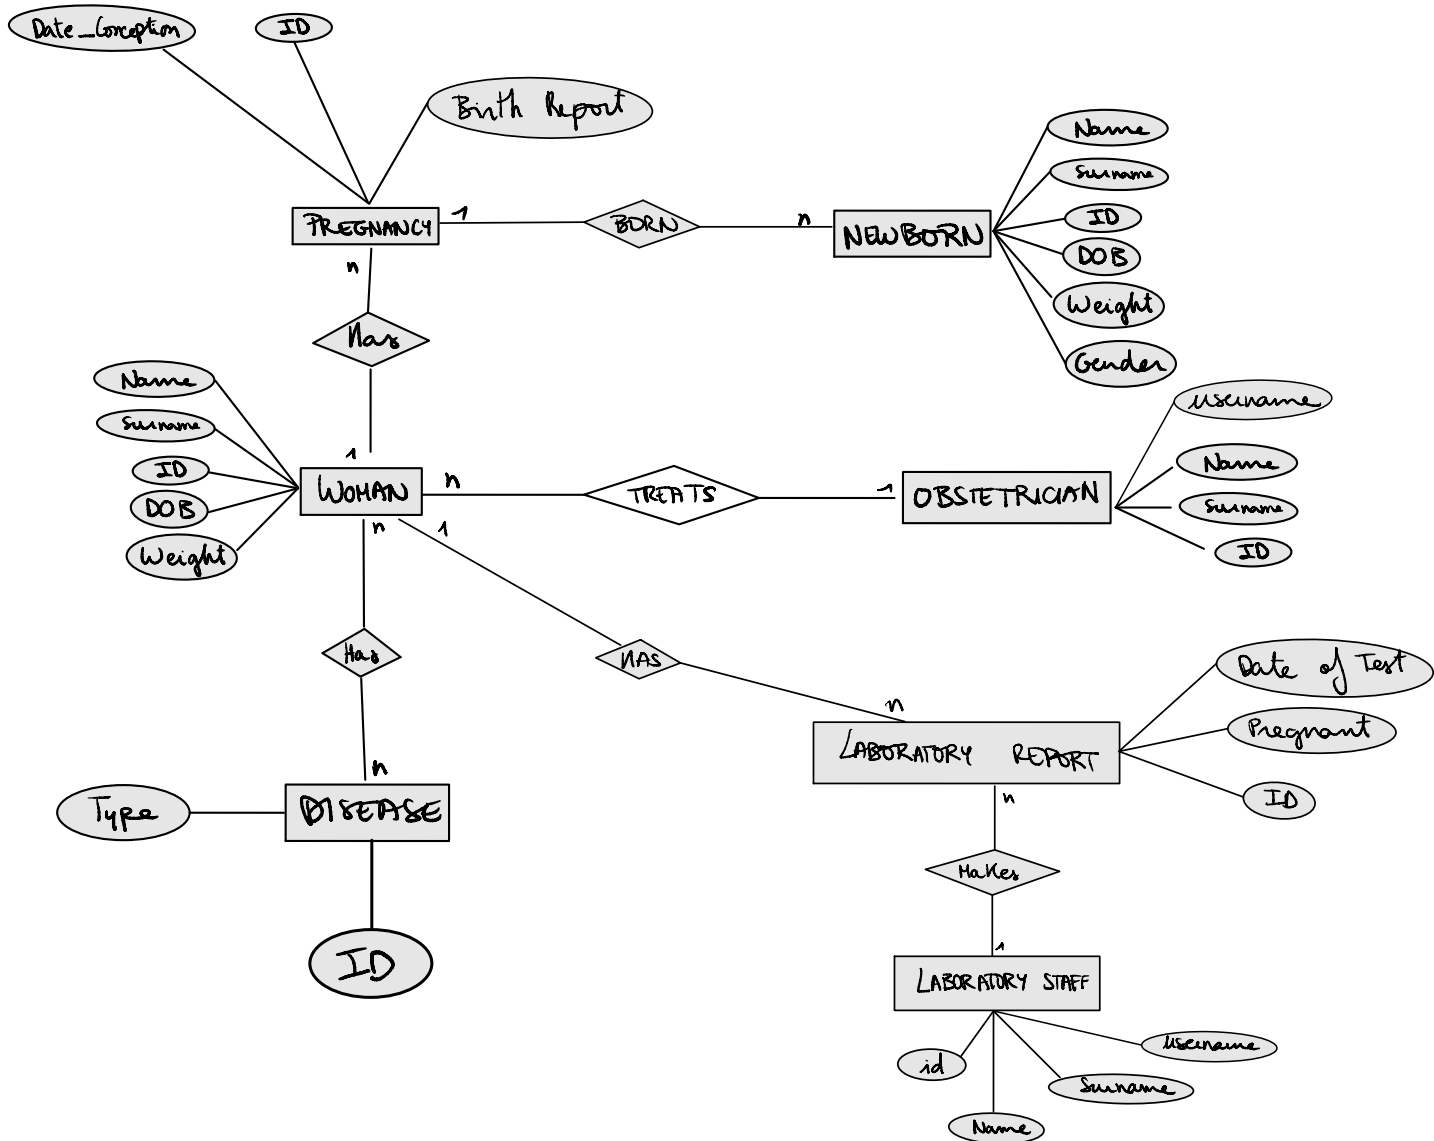 Date_Conception
ID
Birth Report
PREGNANCY
1
BORN
n
NEWBORN
Name
Surname
ID
DOB
Weight
Gender
n
Has
1
Name
Surname
ID
DOB
Weight
WOMAN
n
TREATS
1
OBSTETRICIAN
Username
Name
Surname
ID
n
1
Has
HAS
n
n
LABORATORY REPORT
Date of Test
Pregnant
ID
Type
DISEASE
ID
n
Makes
1
LABORATORY STAFF
id
Name
Surname
Username